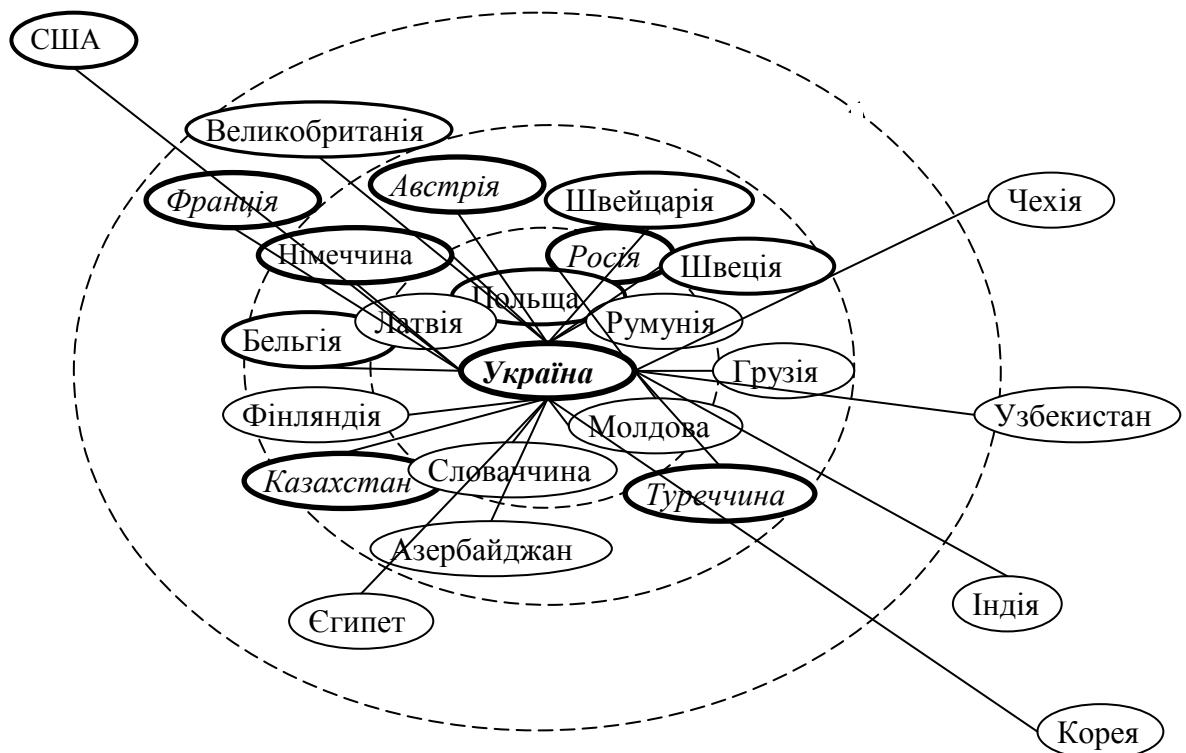 США
Великобританія
Австрія
Франція
Швейцарія
Чехія
Німеччина
Росія
Швеція
Польща
Латвія
Румунія
Бельгія
Україна
Грузія
Фінляндія
Молдова
Узбекистан
Словаччина
Казахстан
Туреччина
Азербайджан
Індія
Єгипет
Корея